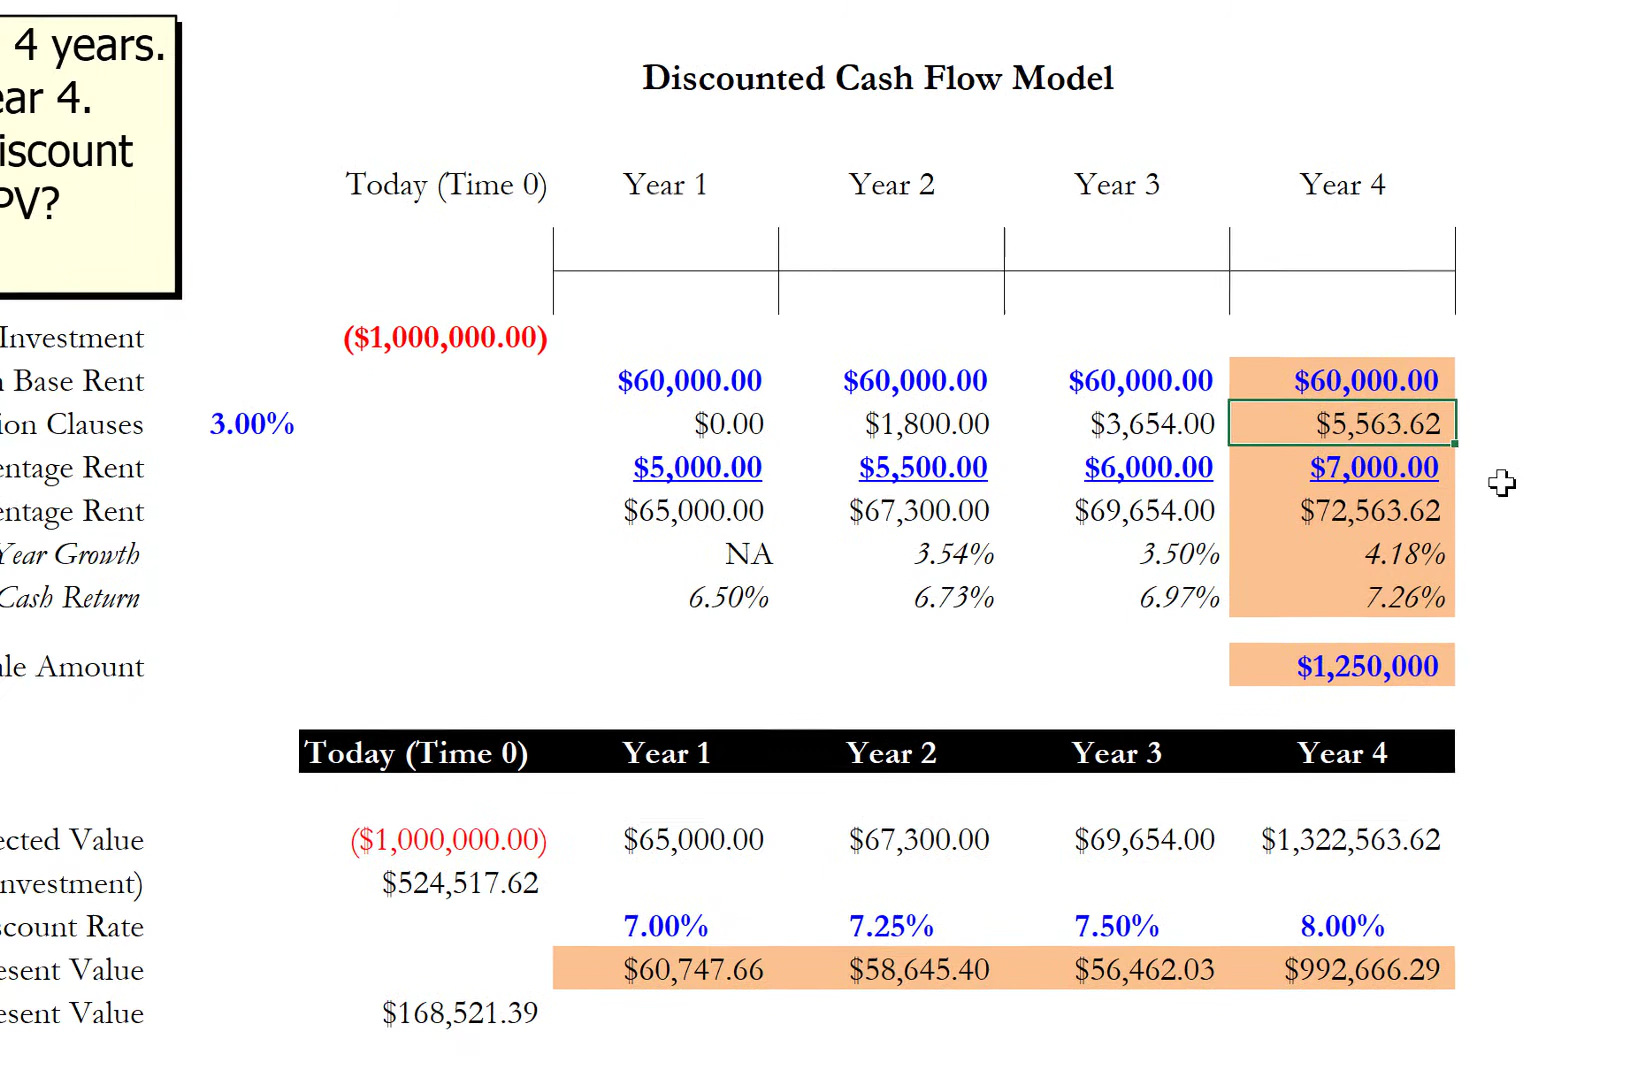 4 years.
ear 4.
iscount
PV?
Discounted Cash Flow Model
Today (Time 0) Year 1 Year 2 Year 3 Year 4
Investment ($1,000,000.00)
Base Rent $60,000.00 $60,000.00 $60,000.00 $60,000.00
ion Clauses 3.00% $0.00 $1,800.00 $3,654.00 $5,563.62
entage Rent $5,000.00 $5,500.00 $6,000.00 $7,000.00
entage Rent $65,000.00 $67,300.00 $69,654.00 $72,563.62
Year Growth NA 3.54% 3.50% 4.18%
Cash Return 6.50% 6.73% 6.97% 7.26%
le Amount $1,250,000
Today (Time 0) Year 1 Year 2 Year 3 Year 4
ected Value ($1,000,000.00) $65,000.00 $67,300.00 $69,654.00 $1,322,563.62
nvestment) $524,517.62
count Rate 7.00% 7.25% 7.50% 8.00%
esent Value $60,747.66 $58,645.40 $56,462.03 $992,666.29
esent Value $168,521.39